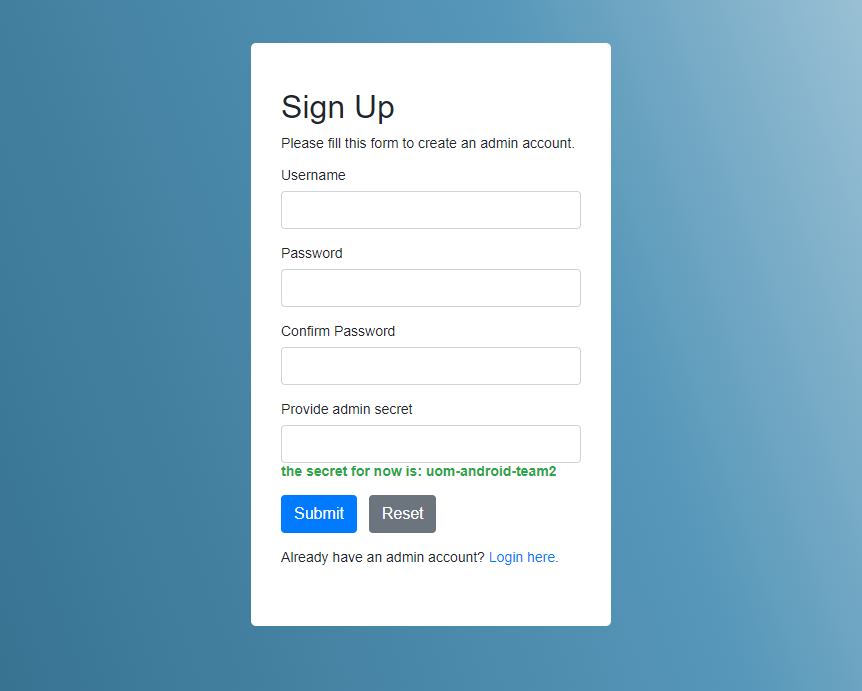 Sign Up
Please fill this form to create an admin account.
Username
Password
Confirm Password
Provide admin secret
the secret for now is: uom-android-team2
Submit Reset
Already have an admin account? Login here.